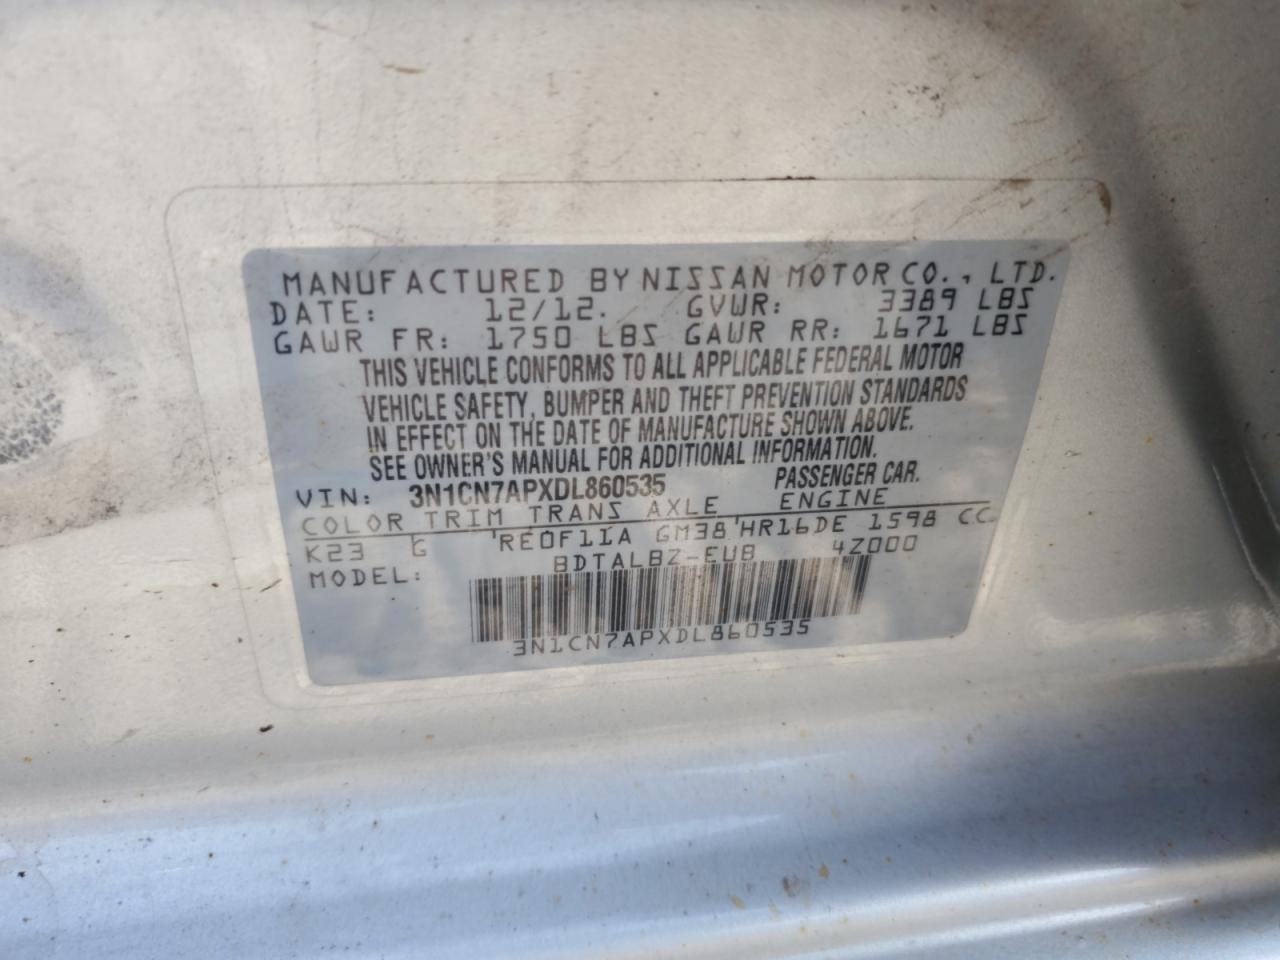 MANUFACTURED BY NISSAN MOTOR CO., LTD.
DATE: 12/12. GVWR: 3389 LBS
GAWR FR: 1750 LBS GAWR RR: 1671 LBS
THIS VEHICLE CONFORMS TO ALL APPLICABLE FEDERAL MOTOR
VEHICLE SAFETY, BUMPER AND THEFT PREVENTION STANDARDS
IN EFFECT ON THE DATE OF MANUFACTURE SHOWN ABOVE.
SEE OWNER'S MANUAL FOR ADDITIONAL INFORMATION.
VIN: 3N1CN7APXDL860535 PASSENGER CAR.
COLOR TRIM TRANS AXLE ENGINE
K23 G RE0F11A GM38 HR16DE 1598 CC
MODEL: BDTALBZ-EUB 4Z000
3N1CN7APXDL860535